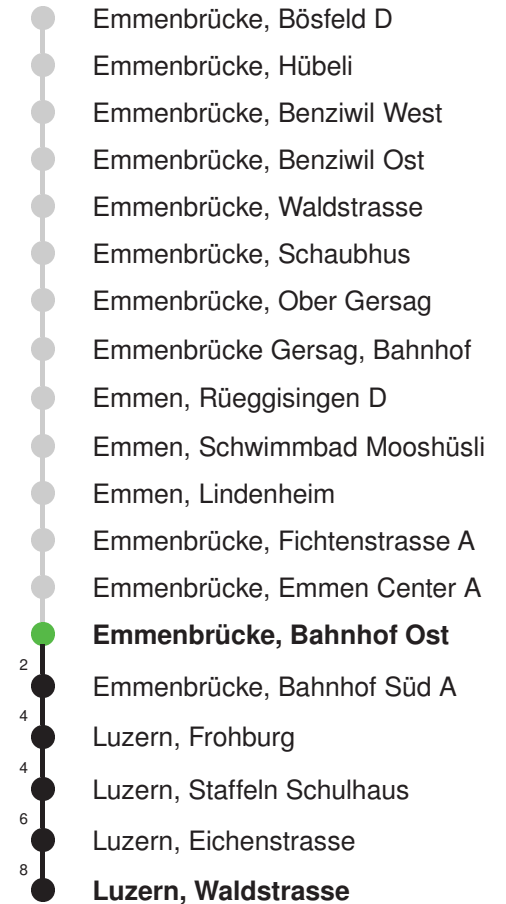 Emmenbrücke, Bösfeld D
Emmenbrücke, Hübeli
Emmenbrücke, Benziwil West
Emmenbrücke, Benziwil Ost
Emmenbrücke, Waldstrasse
Emmenbrücke, Schaubhus
Emmenbrücke, Ober Gersag
Emmenbrücke Gersag, Bahnhof
Emmen, Rüeggisingen D
Emmen, Schwimmbad Mooshüsli
Emmen, Lindenheim
Emmenbrücke, Fichtenstrasse A
Emmenbrücke, Emmen Center A
Emmenbrücke, Bahnhof Ost
2 Emmenbrücke, Bahnhof Süd A
4 Luzern, Frohburg
4 Luzern, Staffeln Schulhaus
6 Luzern, Eichenstrasse
8 Luzern, Waldstrasse